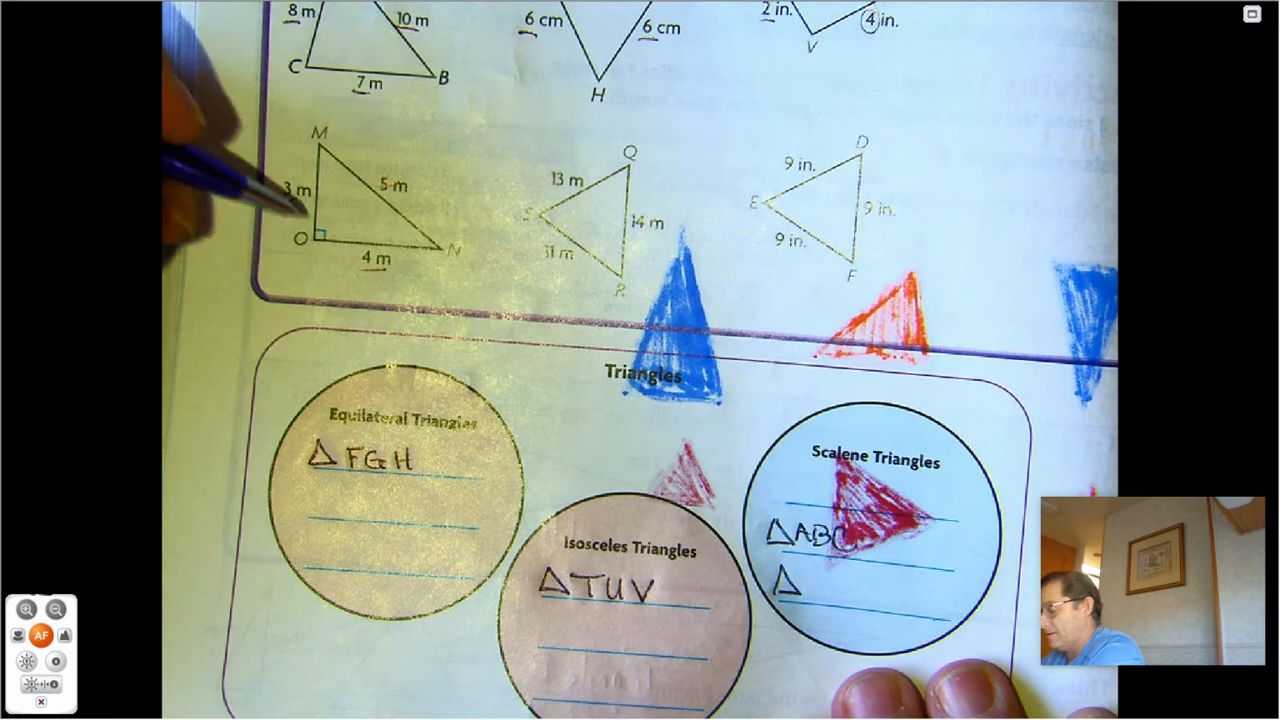 8 m
10 m
6 cm
6 cm
2 in.
4 in.
V
C
B
7 m
H
M
Q
D
3 m
5 m
13 m
9 in.
S
14 m
E
9 in.
O
N
11 m
9 in.
4 m
R
F
Triangles
Equilateral Triangles
△ FGH
Scalene Triangles
△ABC
Isosceles Triangles
△ TUV
△
AF